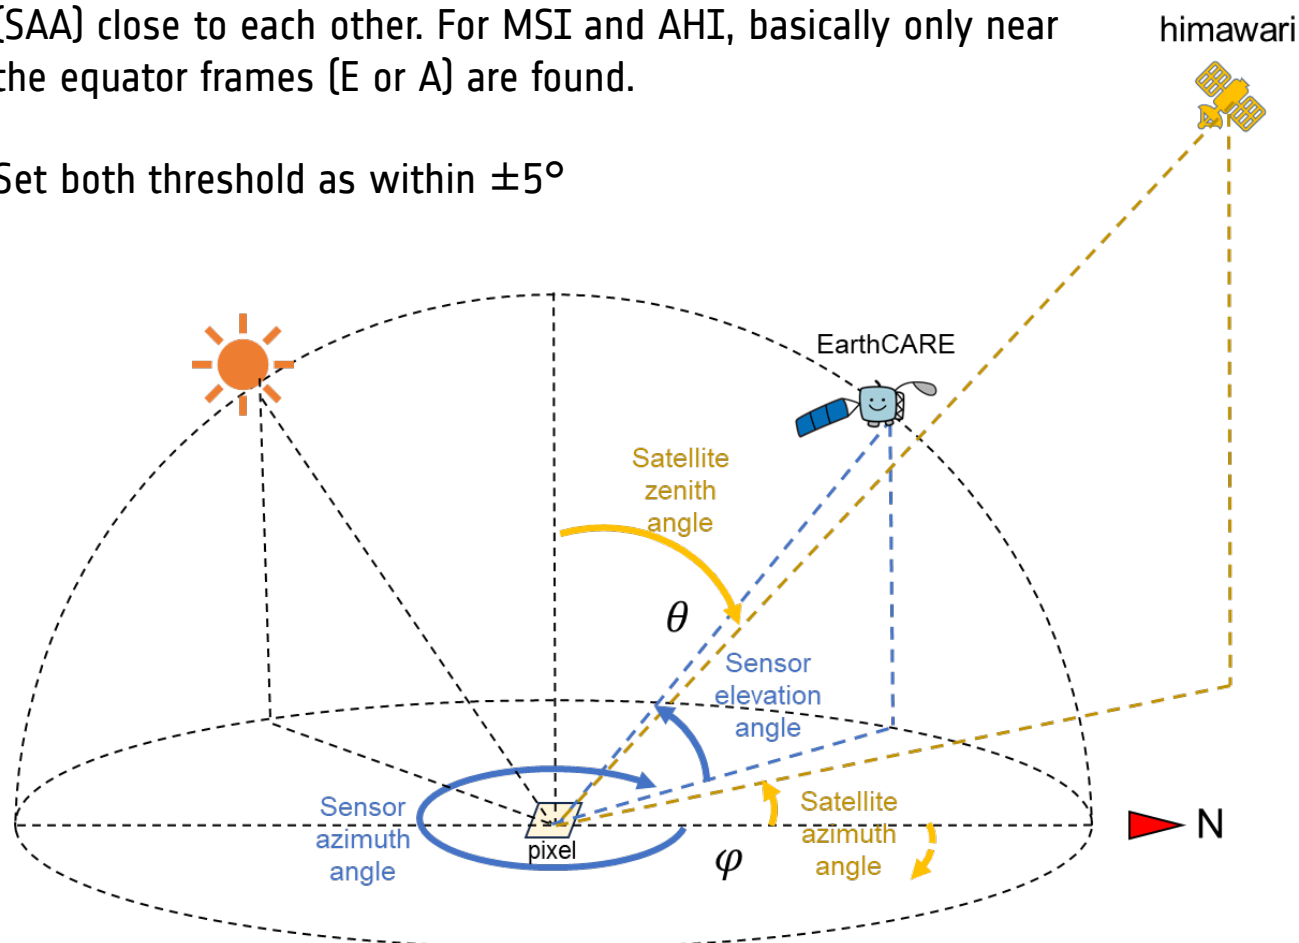 (SAA) close to each other. For MSI and AHI, basically only near
the equator frames (E or A) are found.
Set both threshold as within ±5°
himawari
EarthCARE
Satellite
zenith
angle
θ
Sensor
elevation
angle
Sensor
azimuth
angle
pixel
φ
Satellite
azimuth
angle
N